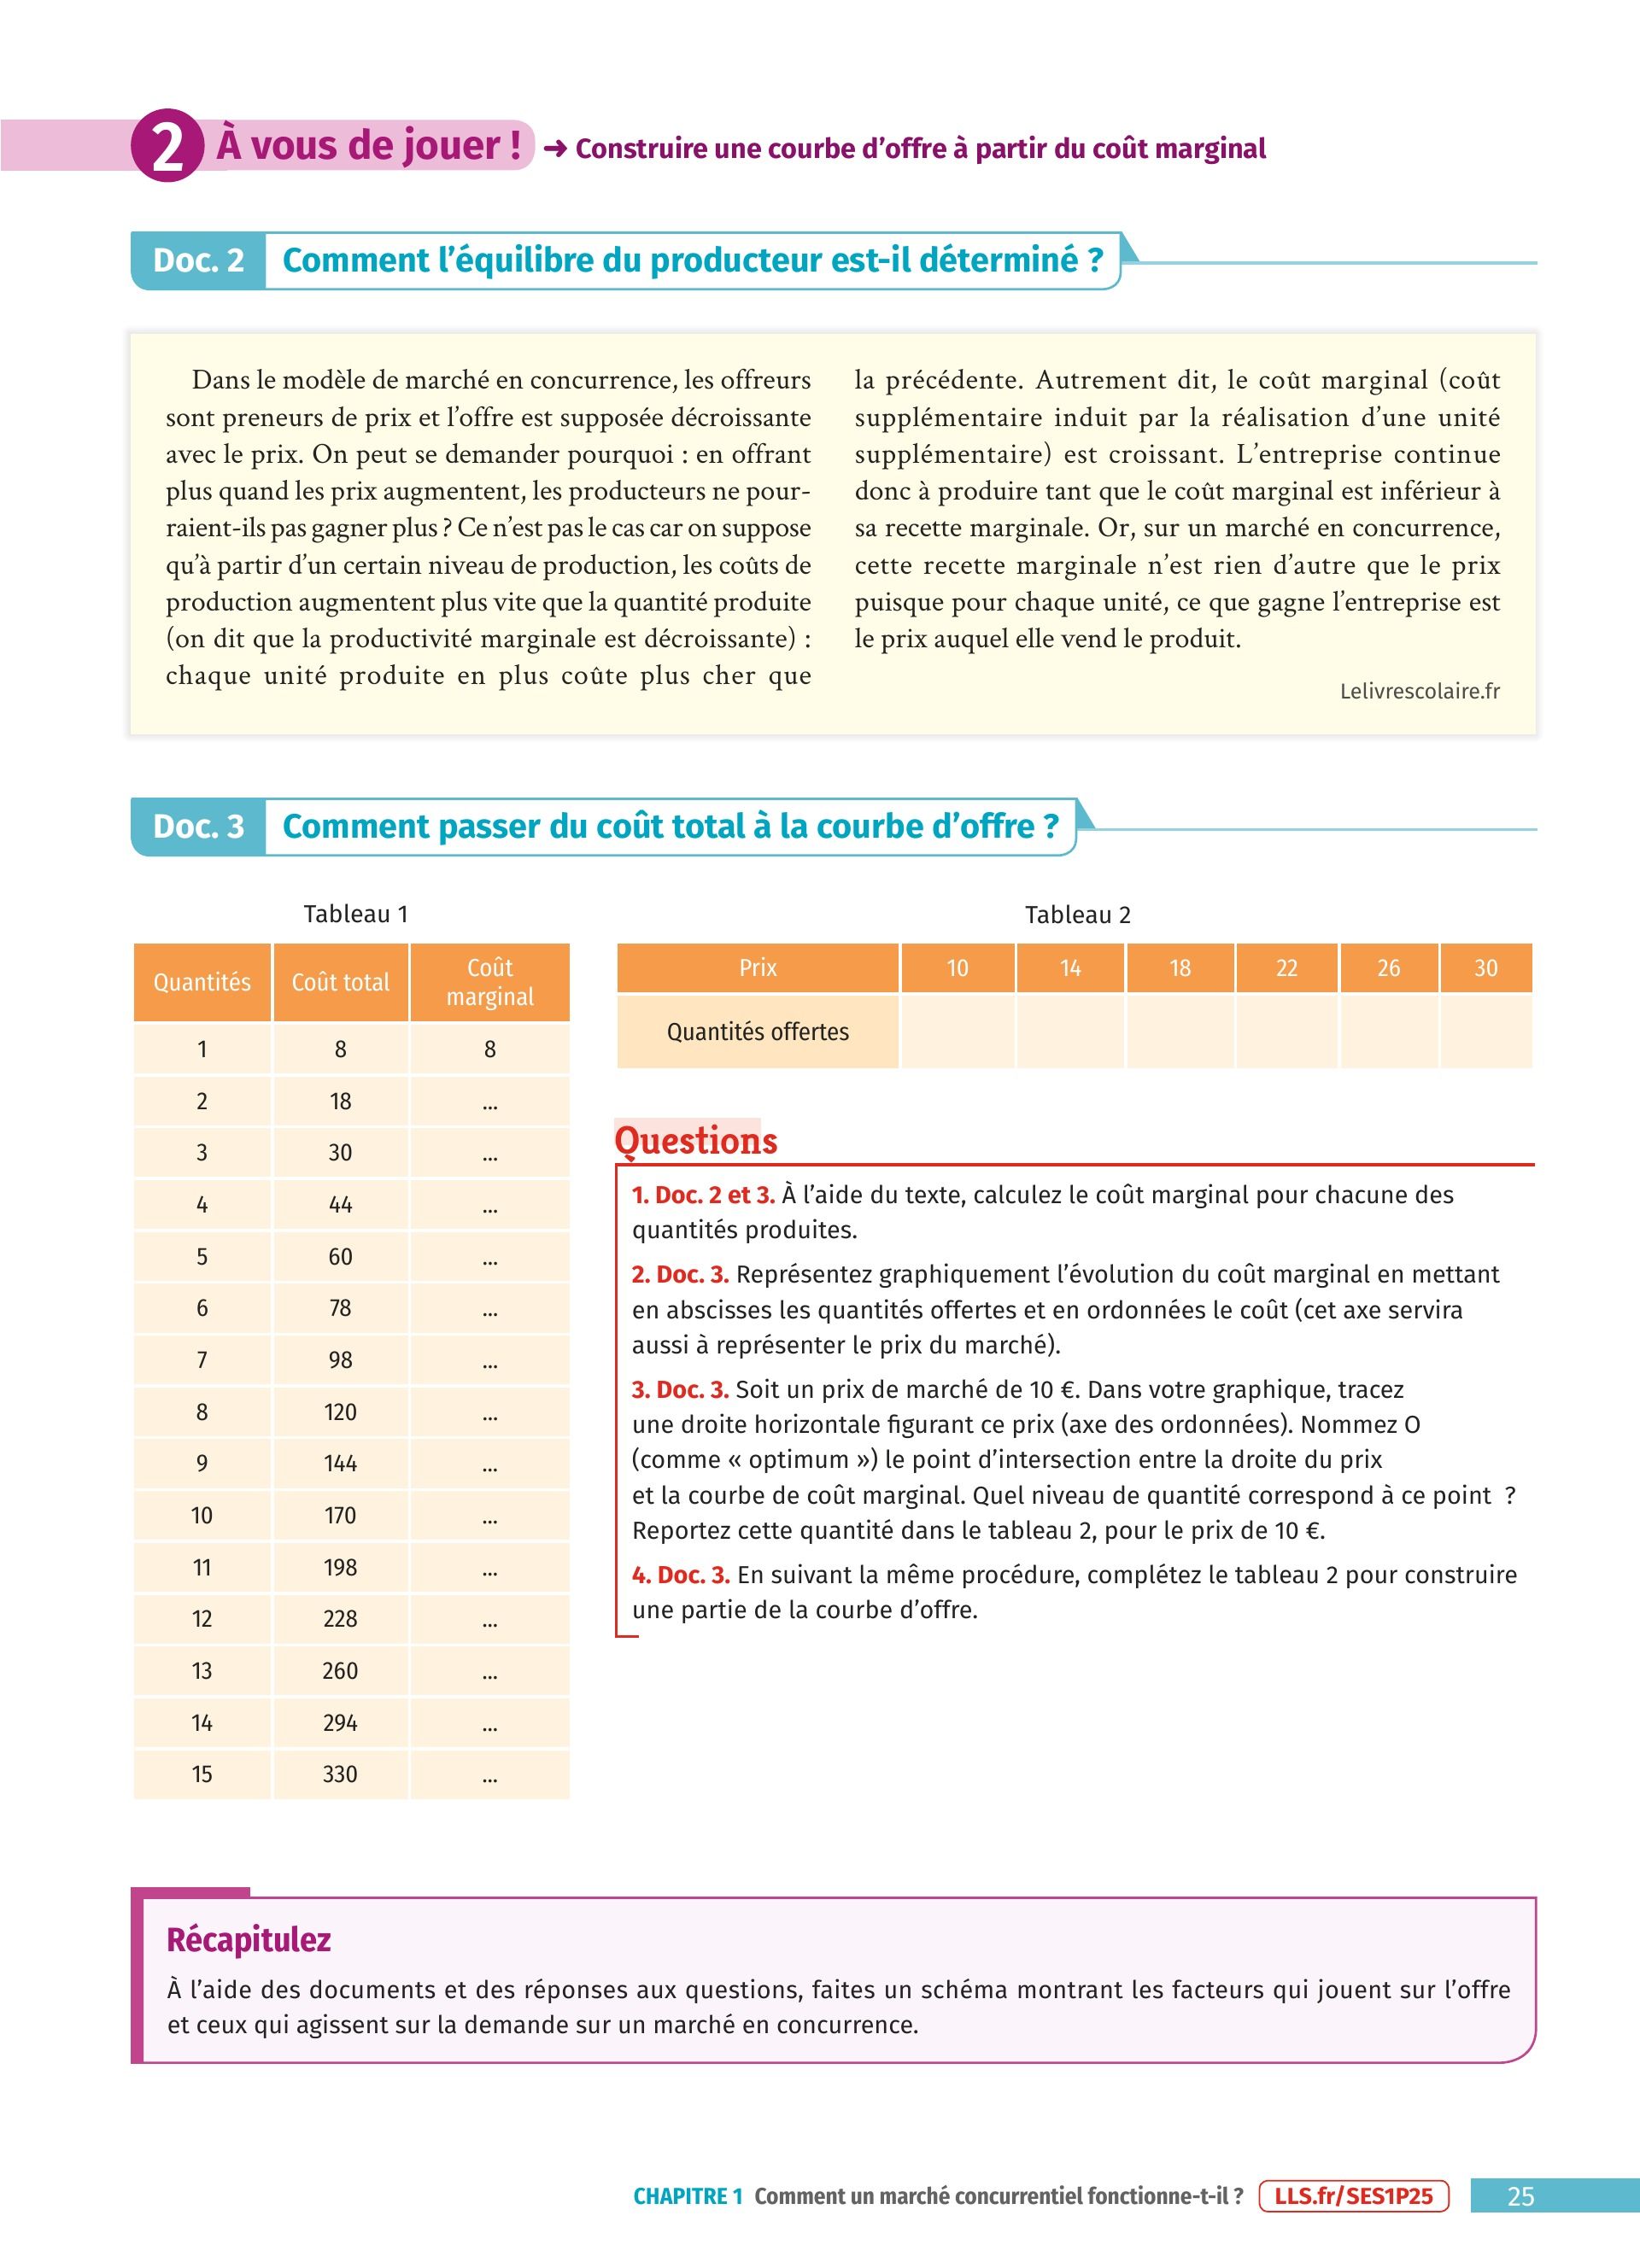 2 À vous de jouer ! ➜ Construire une courbe d’offre à partir du coût marginal
Doc. 2 Comment l’équilibre du producteur est-il déterminé ?
Dans le modèle de marché en concurrence, les offreurs
sont preneurs de prix et l’offre est supposée décroissante
avec le prix. On peut se demander pourquoi : en offrant
plus quand les prix augmentent, les producteurs ne pour-
raient-ils pas gagner plus ? Ce n’est pas le cas car on suppose
qu’à partir d’un certain niveau de production, les coûts de
production augmentent plus vite que la quantité produite
(on dit que la productivité marginale est décroissante) :
chaque unité produite en plus coûte plus cher que
la précédente. Autrement dit, le coût marginal (coût
supplémentaire induit par la réalisation d’une unité
supplémentaire) est croissant. L’entreprise continue
donc à produire tant que le coût marginal est inférieur à
sa recette marginale. Or, sur un marché en concurrence,
cette recette marginale n’est rien d’autre que le prix
puisque pour chaque unité, ce que gagne l’entreprise est
le prix auquel elle vend le produit.
Lelivrescolaire.fr
Doc. 3 Comment passer du coût total à la courbe d’offre ?
Tableau 1
Quantités Coût total Coût
marginal
1 8 8
2 18 ...
3 30 ...
4 44 ...
5 60 ...
6 78 ...
7 98 ...
8 120 ...
9 144 ...
10 170 ...
11 198 ...
12 228 ...
13 260 ...
14 294 ...
15 330 ...
Tableau 2
Prix 10 14 18 22 26 30
Quantités offertes
Questions
1. Doc. 2 et 3. À l’aide du texte, calculez le coût marginal pour chacune des
quantités produites.
2. Doc. 3. Représentez graphiquement l’évolution du coût marginal en mettant
en abscisses les quantités offertes et en ordonnées le coût (cet axe servira
aussi à représenter le prix du marché).
3. Doc. 3. Soit un prix de marché de 10 €. Dans votre graphique, tracez
une droite horizontale figurant ce prix (axe des ordonnées). Nommez O
(comme « optimum ») le point d’intersection entre la droite du prix
et la courbe de coût marginal. Quel niveau de quantité correspond à ce point ?
Reportez cette quantité dans le tableau 2, pour le prix de 10 €.
4. Doc. 3. En suivant la même procédure, complétez le tableau 2 pour construire
une partie de la courbe d’offre.
Récapitulez
À l’aide des documents et des réponses aux questions, faites un schéma montrant les facteurs qui jouent sur l’offre
et ceux qui agissent sur la demande sur un marché en concurrence.
CHAPITRE 1 Comment un marché concurrentiel fonctionne-t-il ? LLS.fr/SES1P25 25